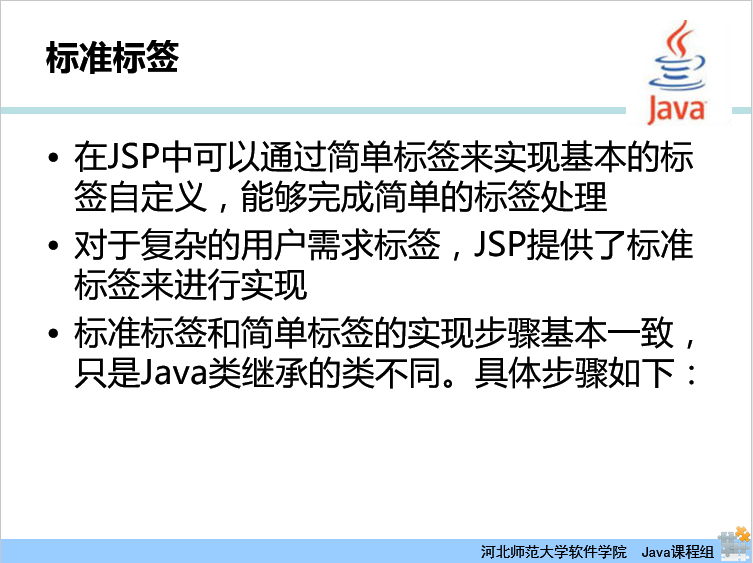 标准标签
Java
• 在JSP中可以通过简单标签来实现基本的标
签自定义，能够完成简单的标签处理
• 对于复杂的用户需求标签，JSP提供了标准
标签来进行实现
• 标准标签和简单标签的实现步骤基本一致，
只是Java类继承的类不同。具体步骤如下：
河北师范大学软件学院 Java课程组